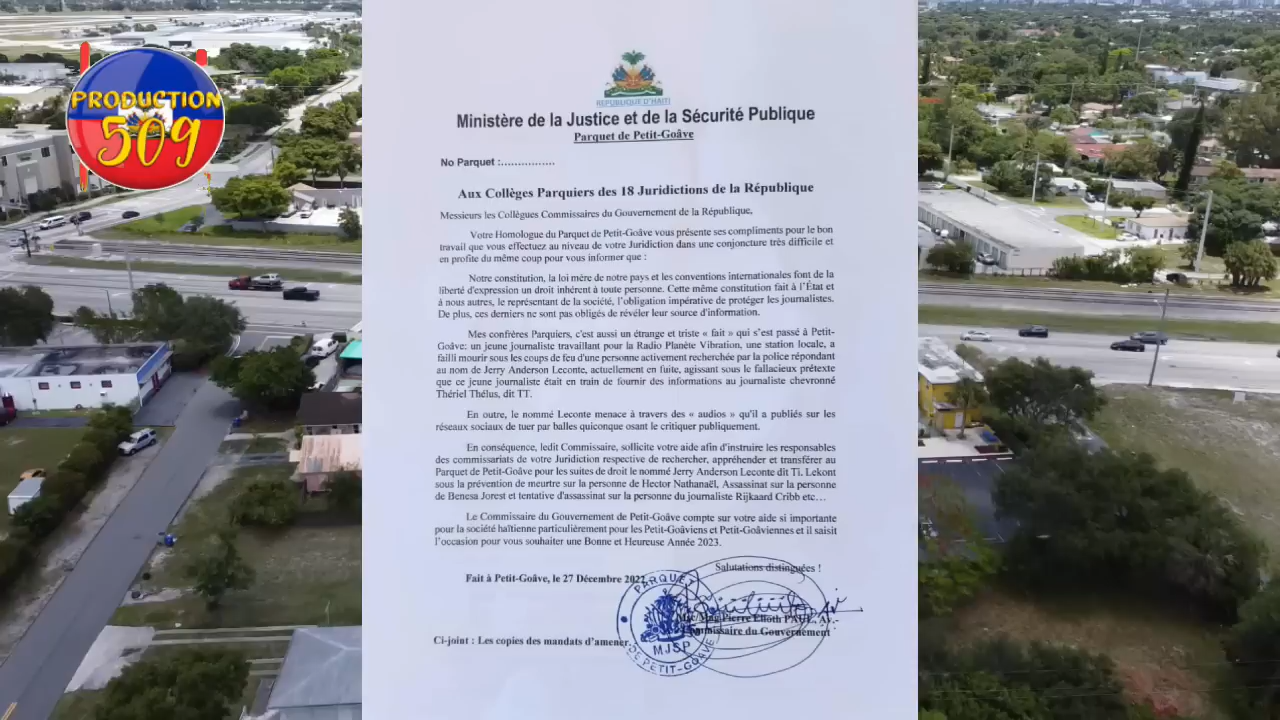 PRODUCTION
509
REPUBLIQUE D'HAITI
Ministère de la Justice et de la Sécurité Publique
Parquet de Petit-Goâve
No Parquet :................
Aux Collèges Parquiers des 18 Juridictions de la République
Messieurs les Collégues Commissaires du Gouvernement de la République,
Votre Homologue du Parquet de Petit-Goâve vous présente ses compliments pour le bon
travail que vous effectuez au niveau de votre Juridiction dans une conjoncture très difficile et
en profite du même coup pour vous informer que :
Notre constitution, la loi mère de notre pays et les conventions internationales font de la
liberté d'expression un droit inhérent à toute personne. Cette même constitution fait à l'État et
à nous autres, le représentant de la société, l'obligation impérative de protéger les journalistes.
De plus, ces derniers ne sont pas obligés de révéler leur source d'information.
Mes confrères Parquiers, c'est aussi un étrange et triste « fait » qui s'est passé à Petit-
Goâve: un jeune journaliste travaillant pour la Radio Planète Vibration, une station locale, a
failli mourir sous les coups de feu d'une personne activement recherchée par la police répondant
au nom de Jerry Anderson Leconte, actuellement en fuite, agissant sous le fallacieux prétexte
que ce jeune journaliste était en train de fournir des informations au journaliste chevronné
Thériel Thélus, dit TT.
En outre, le nommé Leconte menace à travers des « audios » qu'il a publiés sur les
réseaux sociaux de tuer par balles quiconque osant le critiquer publiquement.
En conséquence, ledit Commissaire, sollicite votre aide afin d'instruire les responsables
des commissariats de votre Juridiction respective de rechercher, appréhender et transférer au
Parquet de Petit-Goâve pour les suites de droit le nommé Jerry Anderson Leconte dit Ti. Lekont
sous la prévention de meurtre sur la personne de Hector Nathanaël, Assassinat sur la personne
de Benesa Jorest et tentative d'assassinat sur la personne du journaliste Rijkaard Cribb etc…
Le Commissaire du Gouvernement de Petit-Goâve compte sur votre aide si importante
pour la société haïtienne particulièrement pour les Petit-Goâviens et Petit-Goâviennes et il saisit
l'occasion pour vous souhaiter une Bonne et Heureuse Année 2023.
Salutations distinguées !
Fait à Petit-Goâve, le 27 Décembre 2022
PARQUET
Pierre Elioth PAUL, Av.-
Commissaire du Gouvernement
Ci-joint : Les copies des mandats d'amener.
MJSP
DE PETIT-GOÂVE